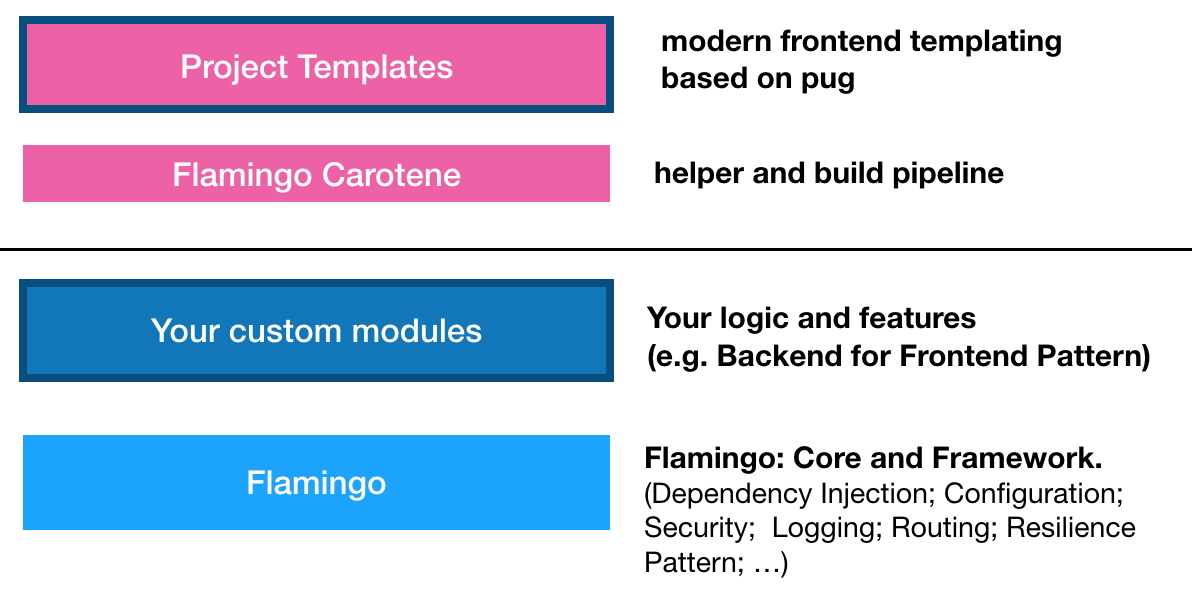 Project Templates
modern frontend templating
based on pug
Flamingo Carotene
helper and build pipeline
Your custom modules
Your logic and features
(e.g. Backend for Frontend Pattern)
Flamingo
Flamingo: Core and Framework.
(Dependency Injection; Configuration;
Security;  Logging; Routing; Resilience
Pattern; …)